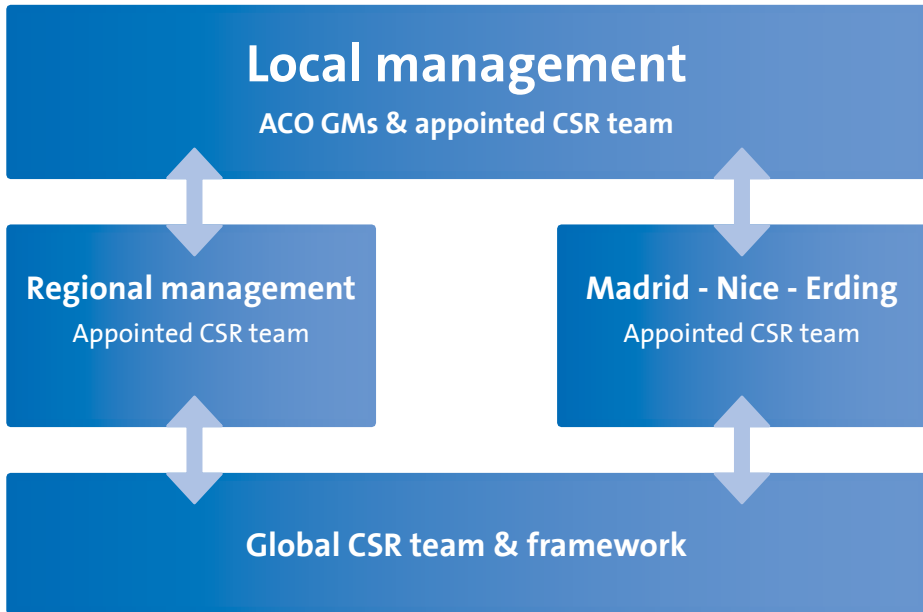 Local management
ACO GMs & appointed CSR team
Regional management
Appointed CSR team
Madrid - Nice - Erding
Appointed CSR team
Global CSR team & framework